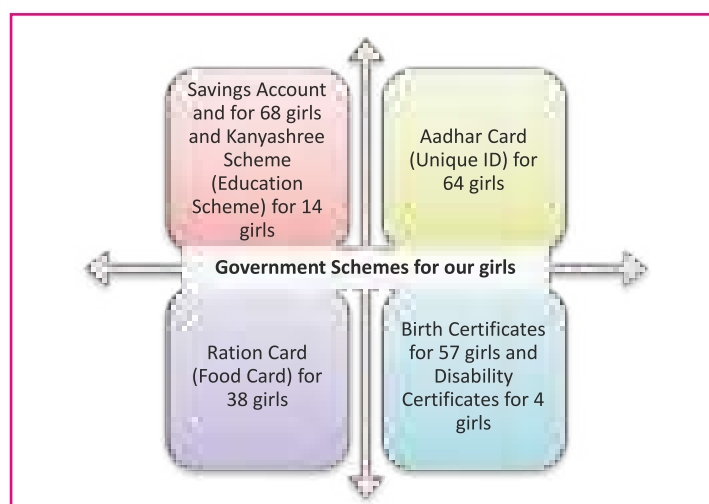 Savings Account
and for 68 girls
and Kanyashree
Scheme
(Education
Scheme) for 14
girls
Aadhar Card
(Unique ID) for
64 girls
Government Schemes for our girls
Ration Card
(Food Card) for
38 girls
Birth Certificates
for 57 girls and
Disability
Certificates for 4
girls